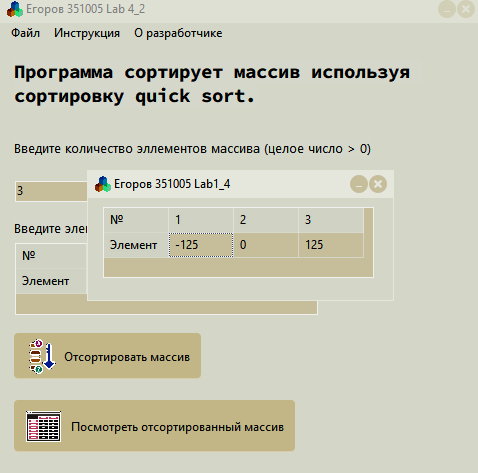 Егоров 351005 Lab 4_2
Файл Инструкция О разработчике
Программа сортирует массив используя
сортировку quick sort.
Введите количество эллементов массива (целое число > 0)
3
Егоров 351005 Lab1_4
№ 1 2 3
Элемент -125 0 125
Введите
№
Элемент
Отсортировать массив
Посмотреть отсортированный массив